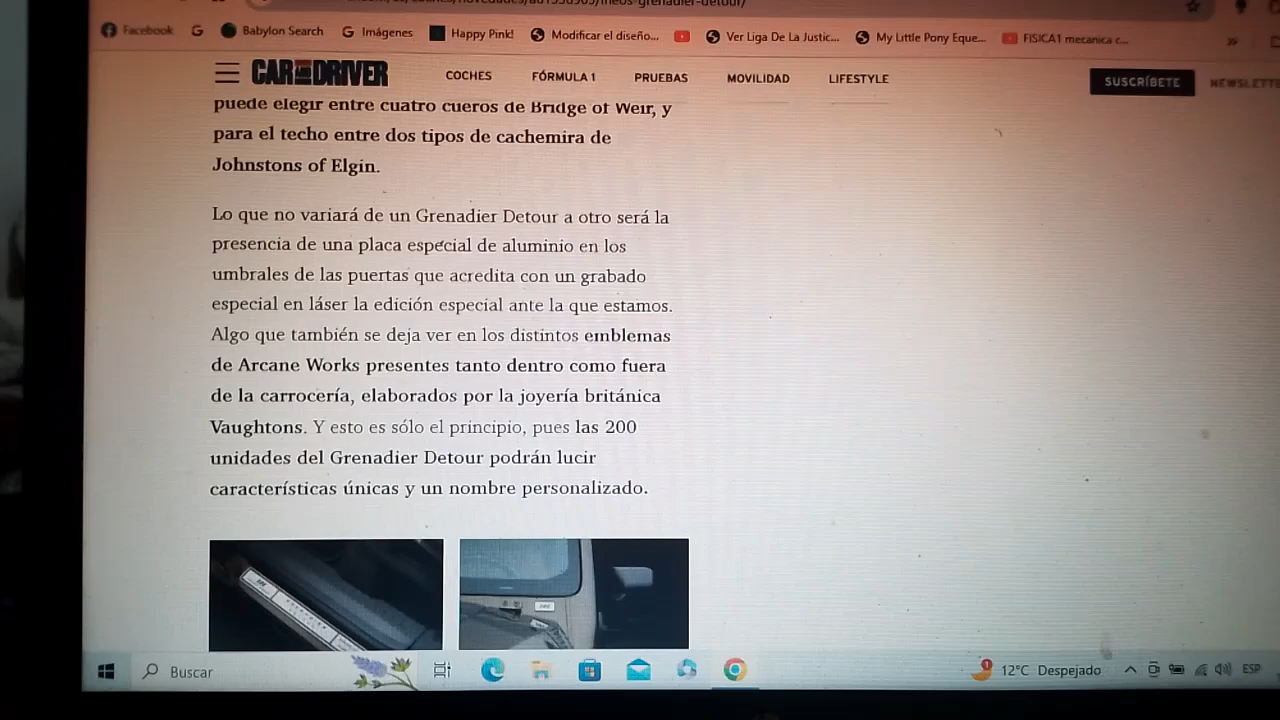 Facebook
Babylon Search
Imágenes
Happy Pink!
Modificar el diseño...
Ver Liga De La Justic...
My Little Pony Eque...
FISICA1 mecanica c...
»
CAR AND DRIVER
COCHES
FÓRMULA 1
PRUEBAS
MOVILIDAD
LIFESTYLE
SUSCRÍBETE
NEWSLETTE
puede elegir entre cuatro cueros de Bridge of Weir, y
para el techo entre dos tipos de cachemira de
Johnstons of Elgin.
Lo que no variará de un Grenadier Detour a otro será la
presencia de una placa especial de aluminio en los
umbrales de las puertas que acredita con un grabado
especial en láser la edición especial ante la que estamos.
Algo que también se deja ver en los distintos emblemas
de Arcane Works presentes tanto dentro como fuera
de la carrocería, elaborados por la joyería británica
Vaughtons. Y esto es sólo el principio, pues las 200
unidades del Grenadier Detour podrán lucir
características únicas y un nombre personalizado.
Buscar
1
12°C Despejado
ESP